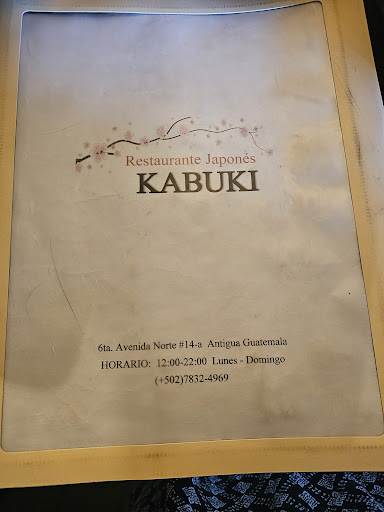 Restaurante Japonés
KABUKI
6ta. Avenida Norte #14-a Antigua Guatemala
HORARIO: 12:00-22:00 Lunes - Domingo
(+502)7832-4969